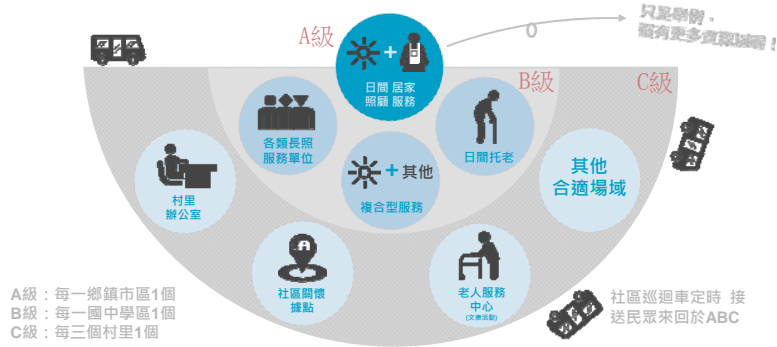 A級
只是舉例，
還有更多資源喔！
B級
C級
日間 居家
照顧 服務
各類長照
服務單位
日間托老
+其他
複合型服務
其他
合適場域
村里
辦公室
社區關懷
據點
老人服務
中心
(文康活動)
A級：每一鄉鎮市區1個
B級：每一國中學區1個
C級：每三個村里1個
社區巡迴車定時 接
送民眾來回於ABC